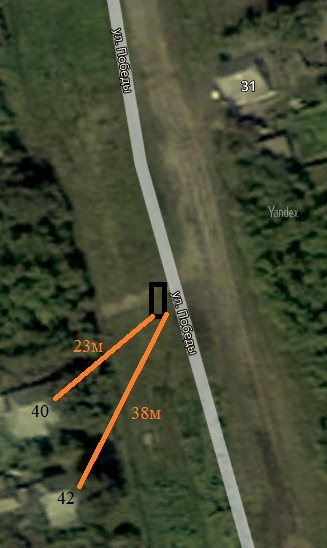 ул. Победы
31
Yandex
ул. Победы
23м
40
38м
42